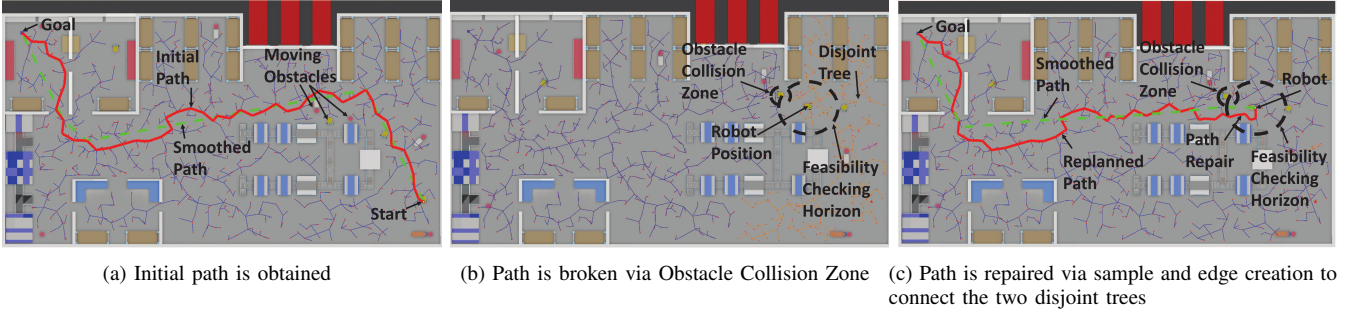 Goal
Initial
Path
Moving
Obstacles
Smoothed
Path
Start
Obstacle
Collision
Zone
Disjoint
Tree
Robot
Position
Feasibility
Checking
Horizon
Goal
Smoothed
Path
Obstacle
Collision
Zone
Robot
Replanned
Path
Path
Repair
Feasibility
Checking
Horizon
(a) Initial path is obtained
(b) Path is broken via Obstacle Collision Zone
(c) Path is repaired via sample and edge creation to
connect the two disjoint trees